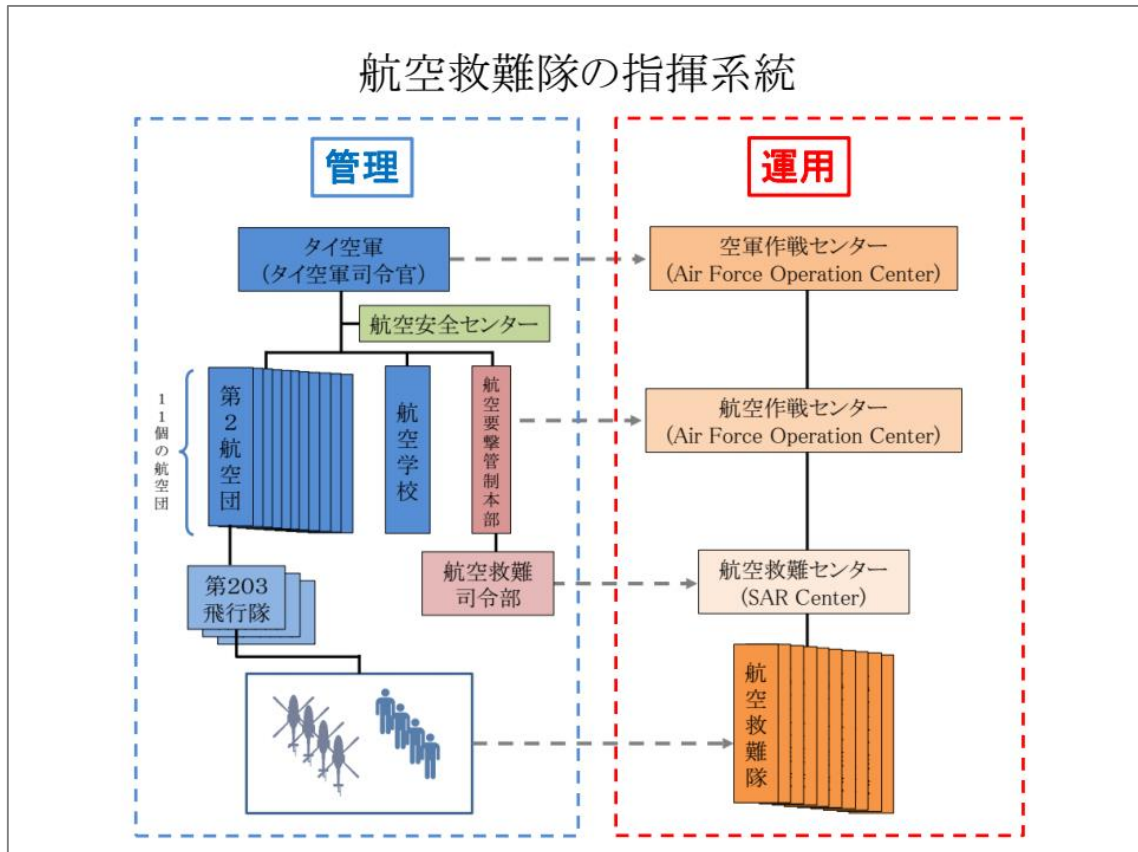 航空救難隊の指揮系統
管理
運用
タイ空軍
(タイ空軍司令官)
空軍作戦センター
(Air Force Operation Center)
航空安全センター
11個の航空団
第2航空団
航空学校
航空要撃管制本部
航空作戦センター
(Air Force Operation Center)
第203
飛行隊
航空救難
司令部
航空救難センター
(SAR Center)
航空救難隊